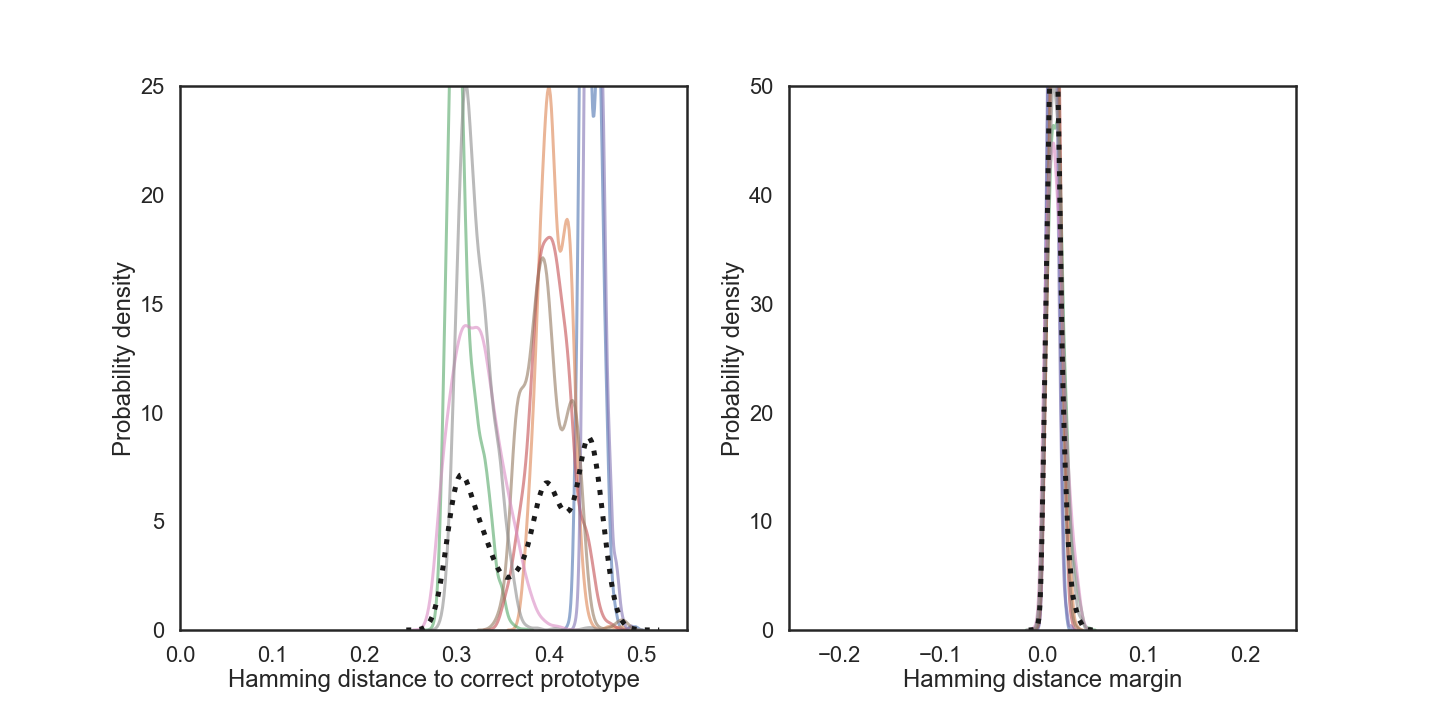 25
20
15
10
5
0
Probability density
0.0 0.1 0.2 0.3 0.4 0.5
Hamming distance to correct prototype
50
40
30
20
10
0
Probability density
−0.2 −0.1 0.0 0.1 0.2
Hamming distance margin